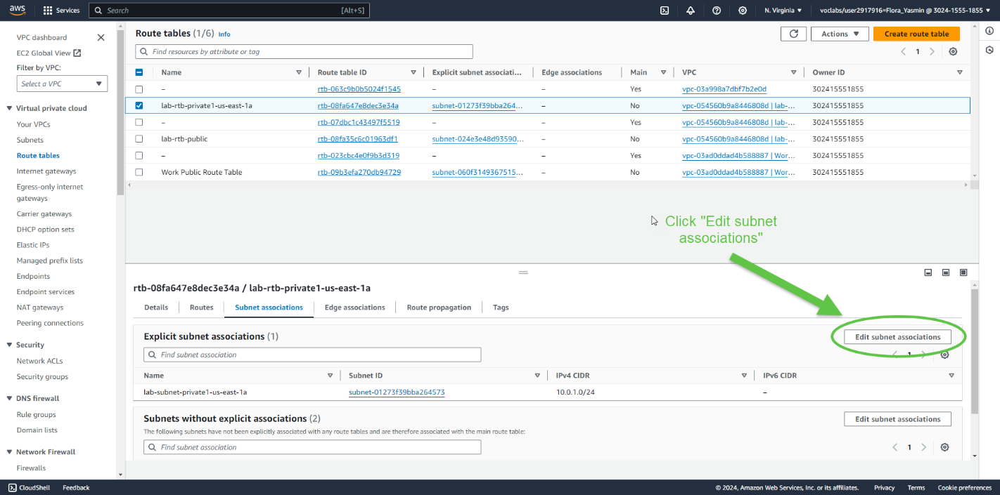 aws
Services
Search
[Alt+S]
N. Virginia
voclabs/user2917916=Flora_Yasmin @ 3024-1555-1855
VPC dashboard
EC2 Global View
Filter by VPC:
Select a VPC
Virtual private cloud
Your VPCs
Subnets
Route tables
Internet gateways
Egress-only internet
gateways
Carrier gateways
DHCP option sets
Elastic IPs
Managed prefix lists
Endpoints
Endpoint services
NAT gateways
Peering connections
Security
Network ACLs
Security groups
DNS firewall
Rule groups
Domain lists
Network Firewall
Firewalls
Route tables (1/6) Info
Actions
Create route table
Find resources by attribute or tag
1
Name Route table ID Explicit subnet associati... Edge associations Main VPC Owner ID
– rtb-063c9b0b5024f1545 – – Yes vpc-03a998a7dbf7b2e0d 302415551855
lab-rtb-private1-us-east-1a rtb-08fa647e8dec3e34a subnet-01273f39bba264... – No vpc-054560b9a8446808d | lab-... 302415551855
– rtb-07dbc1c43497f5519 – – Yes vpc-054560b9a8446808d | lab-... 302415551855
lab-rtb-public rtb-08fa35c6c01963df1 subnet-024e3e48d93590... – No vpc-054560b9a8446808d | lab-... 302415551855
– rtb-023cbc4e0f9b3d319 – – Yes vpc-03ad0ddad4b588887 | Wor... 302415551855
Work Public Route Table rtb-09b3efa270db94729 subnet-060f3149367515... – No vpc-03ad0ddad4b588887 | Wor... 302415551855
Click "Edit subnet
associations"
rtb-08fa647e8dec3e34a / lab-rtb-private1-us-east-1a
Details Routes Subnet associations Edge associations Route propagation Tags
Explicit subnet associations (1)
Edit subnet associations
Find subnet association
1
Name Subnet ID IPv4 CIDR IPv6 CIDR
lab-subnet-private1-us-east-1a subnet-01273f39bba264573 10.0.1.0/24 –
Subnets without explicit associations (2)
Edit subnet associations
The following subnets have not been explicitly associated with any route tables and are therefore associated with the main route table:
Find subnet association
1
CloudShell Feedback
© 2024, Amazon Web Services, Inc. or its affiliates. Privacy Terms Cookie preferences